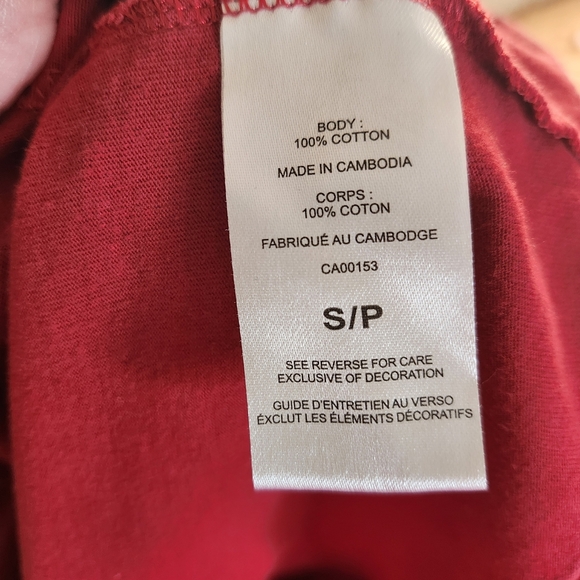 BODY :
100% COTTON
MADE IN CAMBODIA
CORPS :
100% COTON
FABRIQUÉ AU CAMBODGE
CA00153
S/P
SEE REVERSE FOR CARE
EXCLUSIVE OF DECORATION
GUIDE D'ENTRETIEN AU VERSO
ÉXCLUT LES ÉLÉMENTS DÉCORATIFS